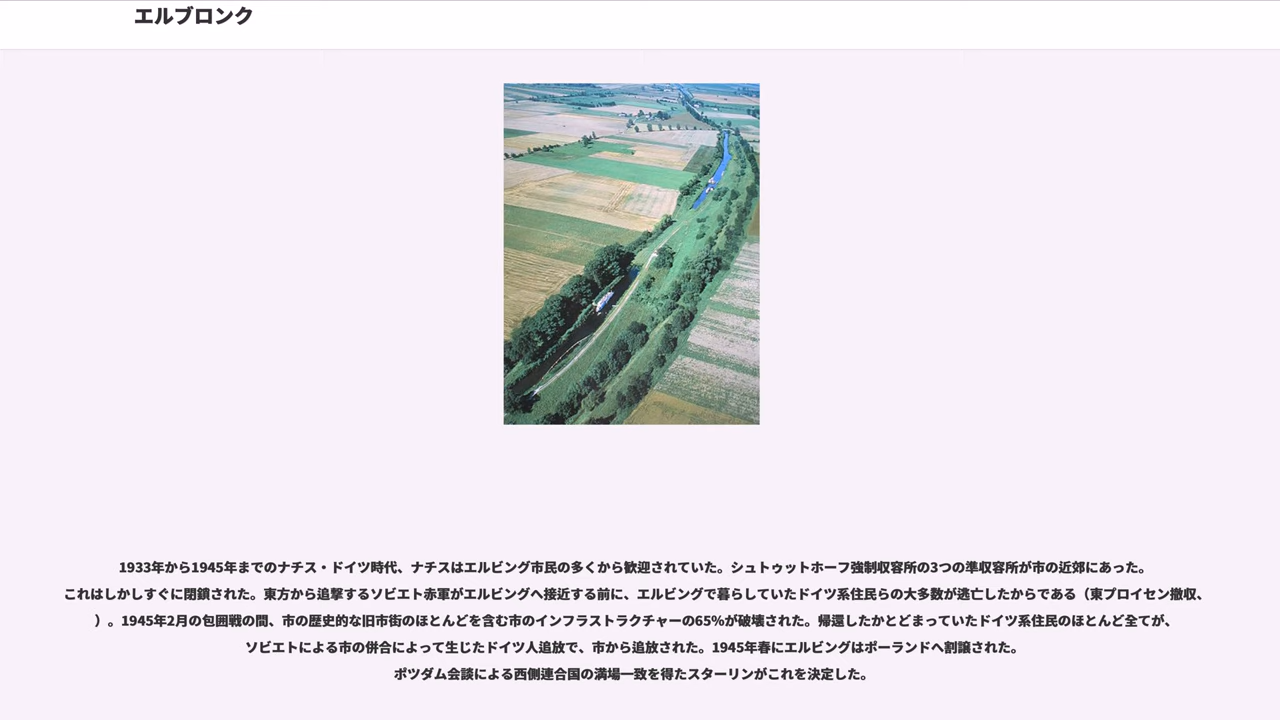 エルブロンク
1933年から1945年までのナチス・ドイツ時代、ナチスはエルビング市民の多くから歓迎されていた。シュトゥットホーフ強制収容所の3つの準収容所が市の近郊にあった。
これはしかしすぐに閉鎖された。東方から追撃するソビエト赤軍がエルビングへ接近する前に、エルビングで暮らしていたドイツ系住民らの大多数が逃亡したからである（東プロイセン撤収、
）。1945年2月の包囲戦の間、市の歴史的な旧市街のほとんどを含む市のインフラストラクチャーの65%が破壊された。帰還したかとどまっていたドイツ系住民のほとんど全てが、
ソビエトによる市の併合によって生じたドイツ人追放で、市から追放された。1945年春にエルビングはポーランドへ割譲された。
ポツダム会談による西側連合国の満場一致を得たスターリンがこれを決定した。